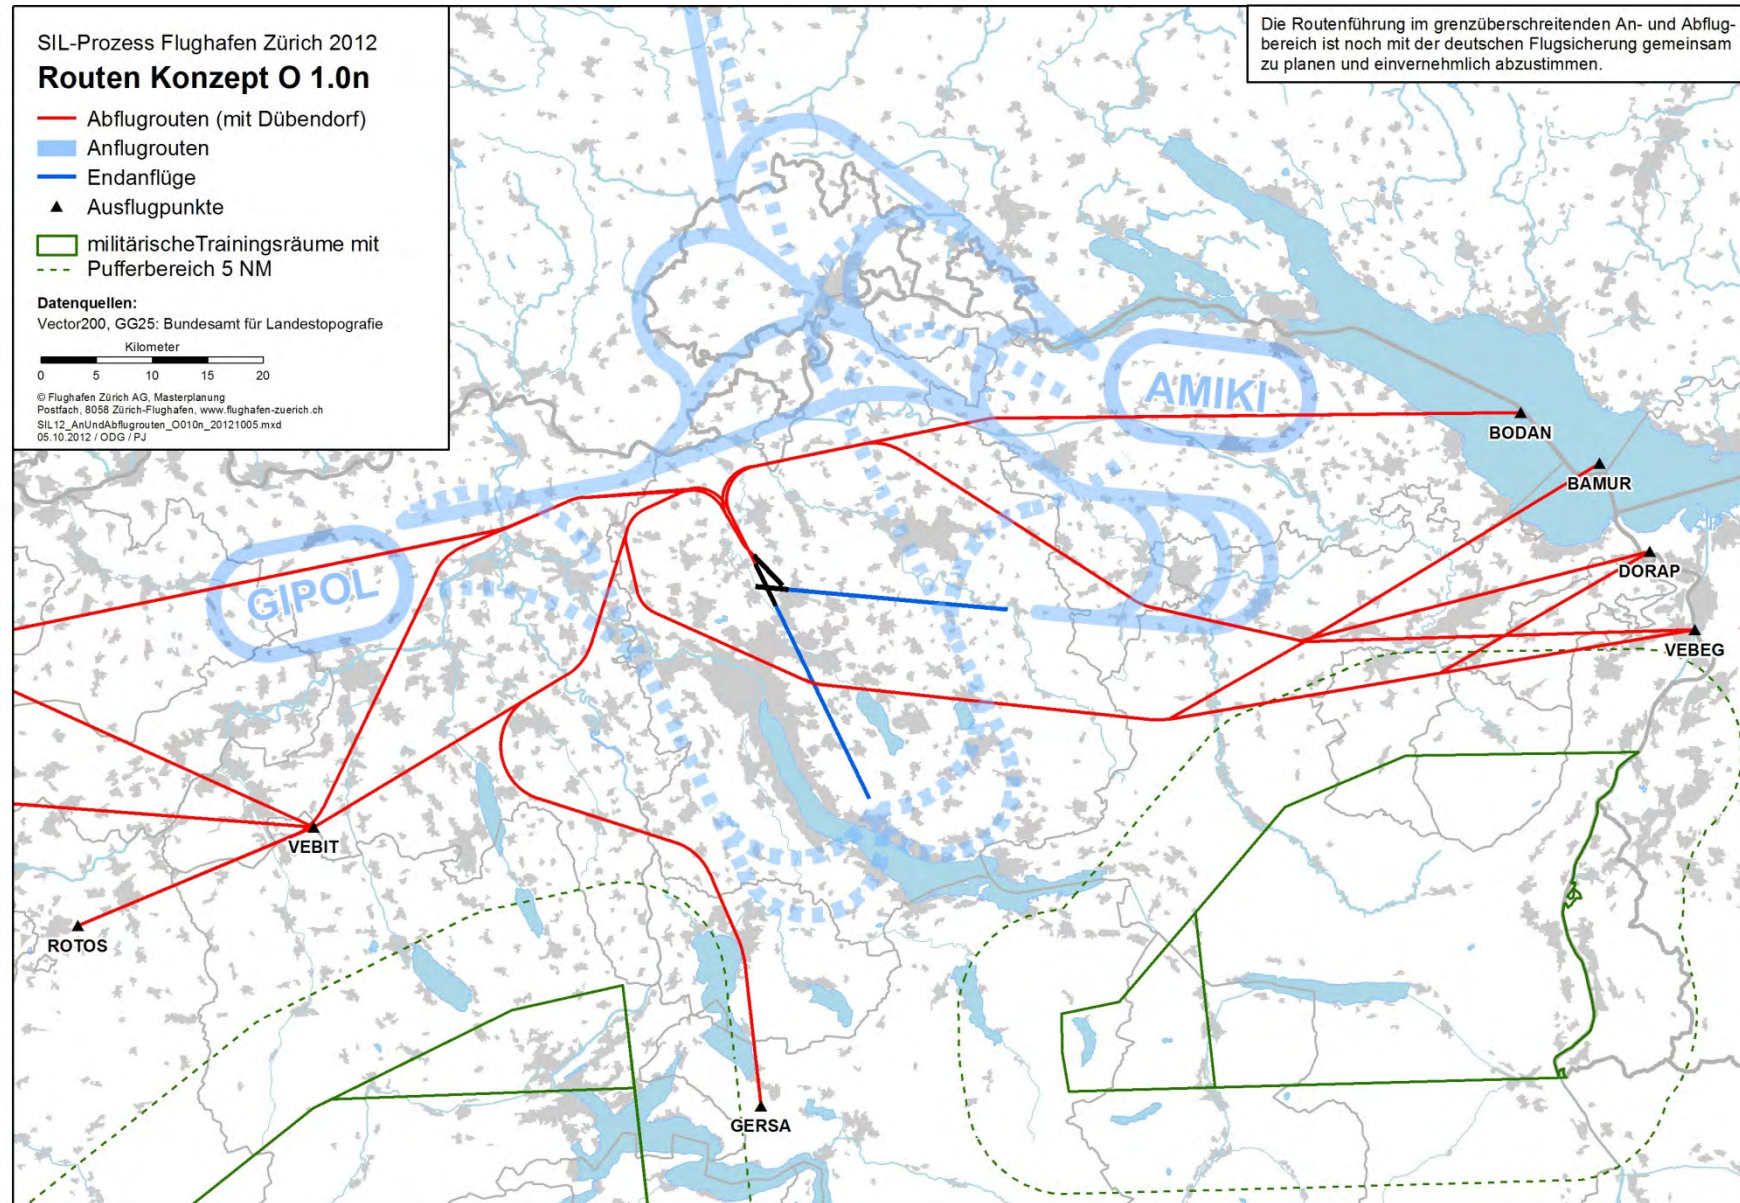 SIL-Prozess Flughafen Zürich 2012
Routen Konzept O 1.0n
Abflugrouten (mit Dübendorf)
Anflugrouten
Endanflüge
Ausflugpunkte
militärischeTrainingsräume mit
Pufferbereich 5 NM
Datenquellen:
Vector200, GG25: Bundesamt für Landestopografie
Kilometer
0 5 10 15 20
© Flughafen Zürich AG, Masterplanung
Postfach, 8058 Zürich-Flughafen, www.flughafen-zuerich.ch
SIL12_AnUndAbflugrouten_O010n_20121005.mxd
05.10.2012 / ODG / PJ
Die Routenführung im grenzüberschreitenden An- und Abflug-
bereich ist noch mit der deutschen Flugsicherung gemeinsam
zu planen und einvernehmlich abzustimmen.
AMIKI
BODAN
BAMUR
DORAP
GIPOL
VEBEG
VEBIT
ROTOS
GERSA